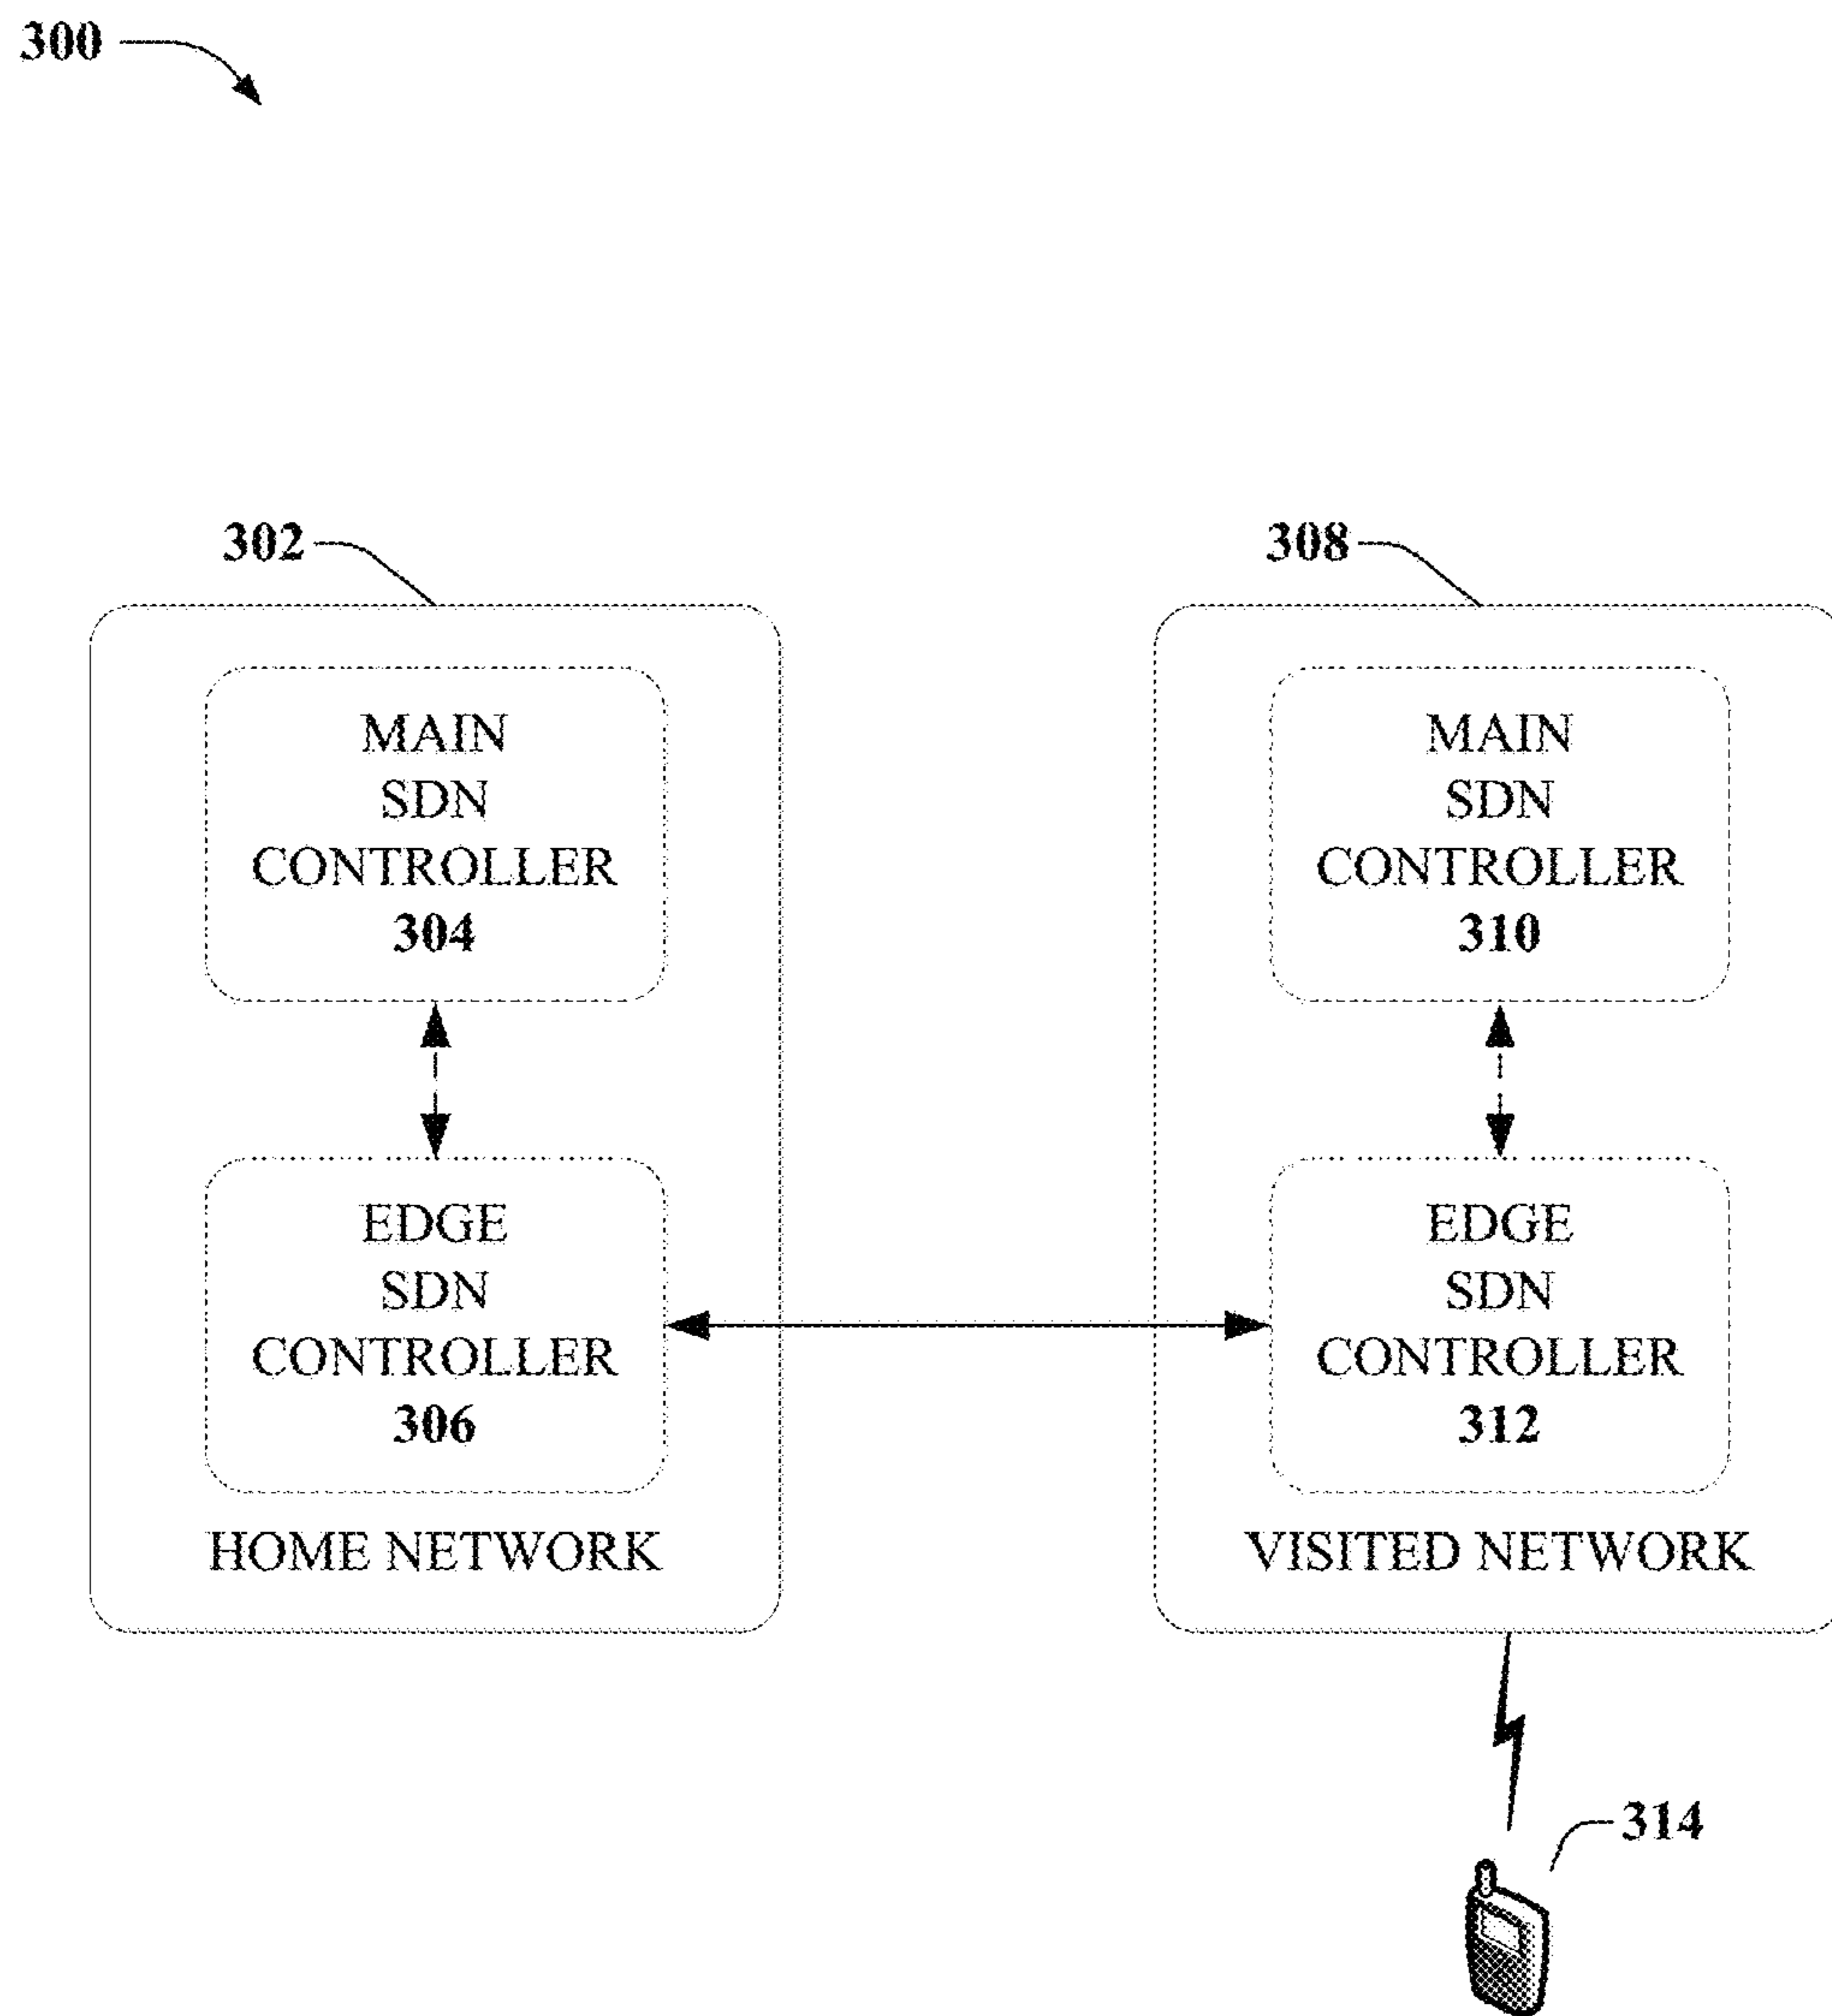 300
302
308
MAIN
SDN
CONTROLLER
304
MAIN
SDN
CONTROLLER
310
EDGE
SDN
CONTROLLER
306
EDGE
SDN
CONTROLLER
312
HOME NETWORK
VISITED NETWORK
314